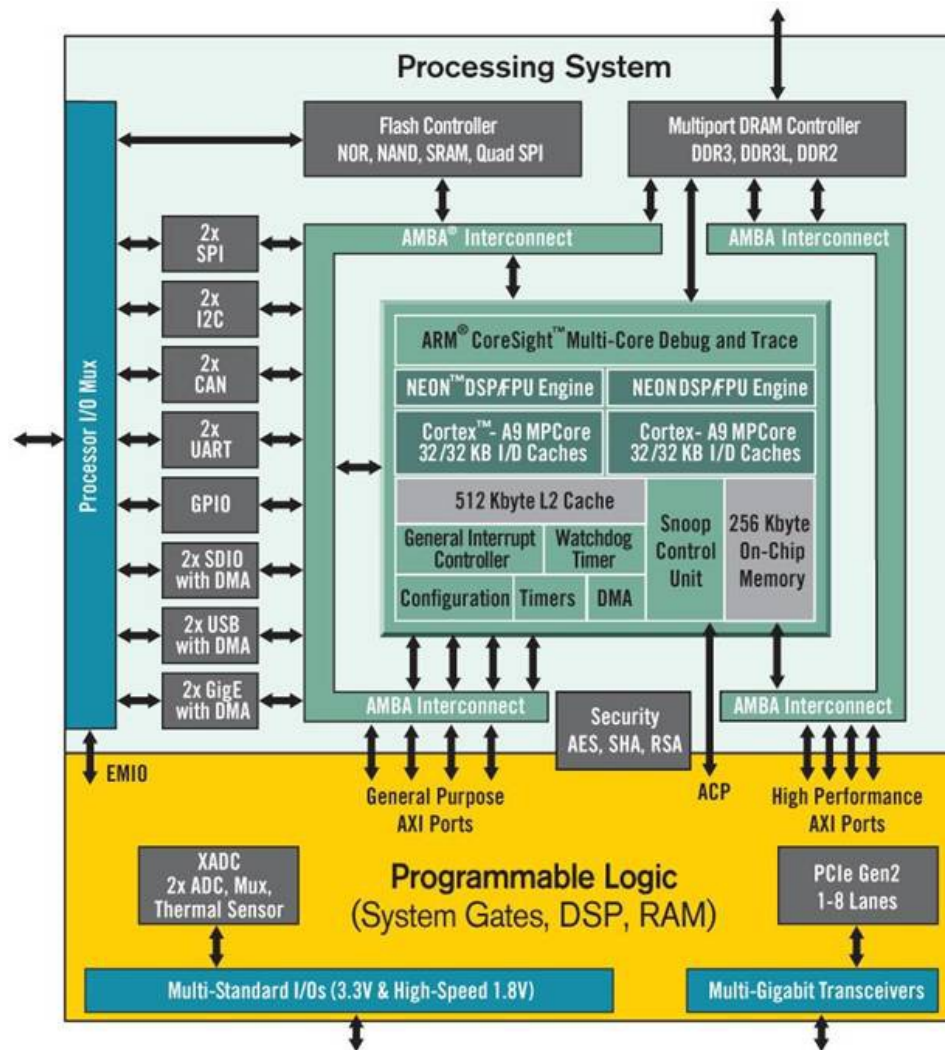 Processing System
Flash Controller
NOR, NAND, SRAM, Quad SPI
Multiport DRAM Controller
DDR3, DDR3L, DDR2
AMBA® Interconnect
AMBA Interconnect
Processor I/O Mux
2x
SPI
2x
I2C
2x
CAN
2x
UART
GPIO
2x SDIO
with DMA
2x USB
with DMA
2x GigE
with DMA
ARM® CoreSight™ Multi-Core Debug and Trace
NEON™ DSP/FPU Engine
NEON DSP/FPU Engine
Cortex™- A9 MPCore
32/32 KB I/D Caches
Cortex- A9 MPCore
32/32 KB I/D Caches
512 Kbyte L2 Cache
General Interrupt
Controller
Watchdog
Timer
Configuration
Timers
DMA
Snoop
Control
Unit
256 Kbyte
On-Chip
Memory
AMBA Interconnect
AMBA Interconnect
Security
AES, SHA, RSA
EMIO
General Purpose
AXI Ports
ACP
High Performance
AXI Ports
XADC
2x ADC, Mux,
Thermal Sensor
Programmable Logic
(System Gates, DSP, RAM)
PCIe Gen2
1-8 Lanes
Multi-Standard I/Os (3.3V & High-Speed 1.8V)
Multi-Gigabit Transceivers